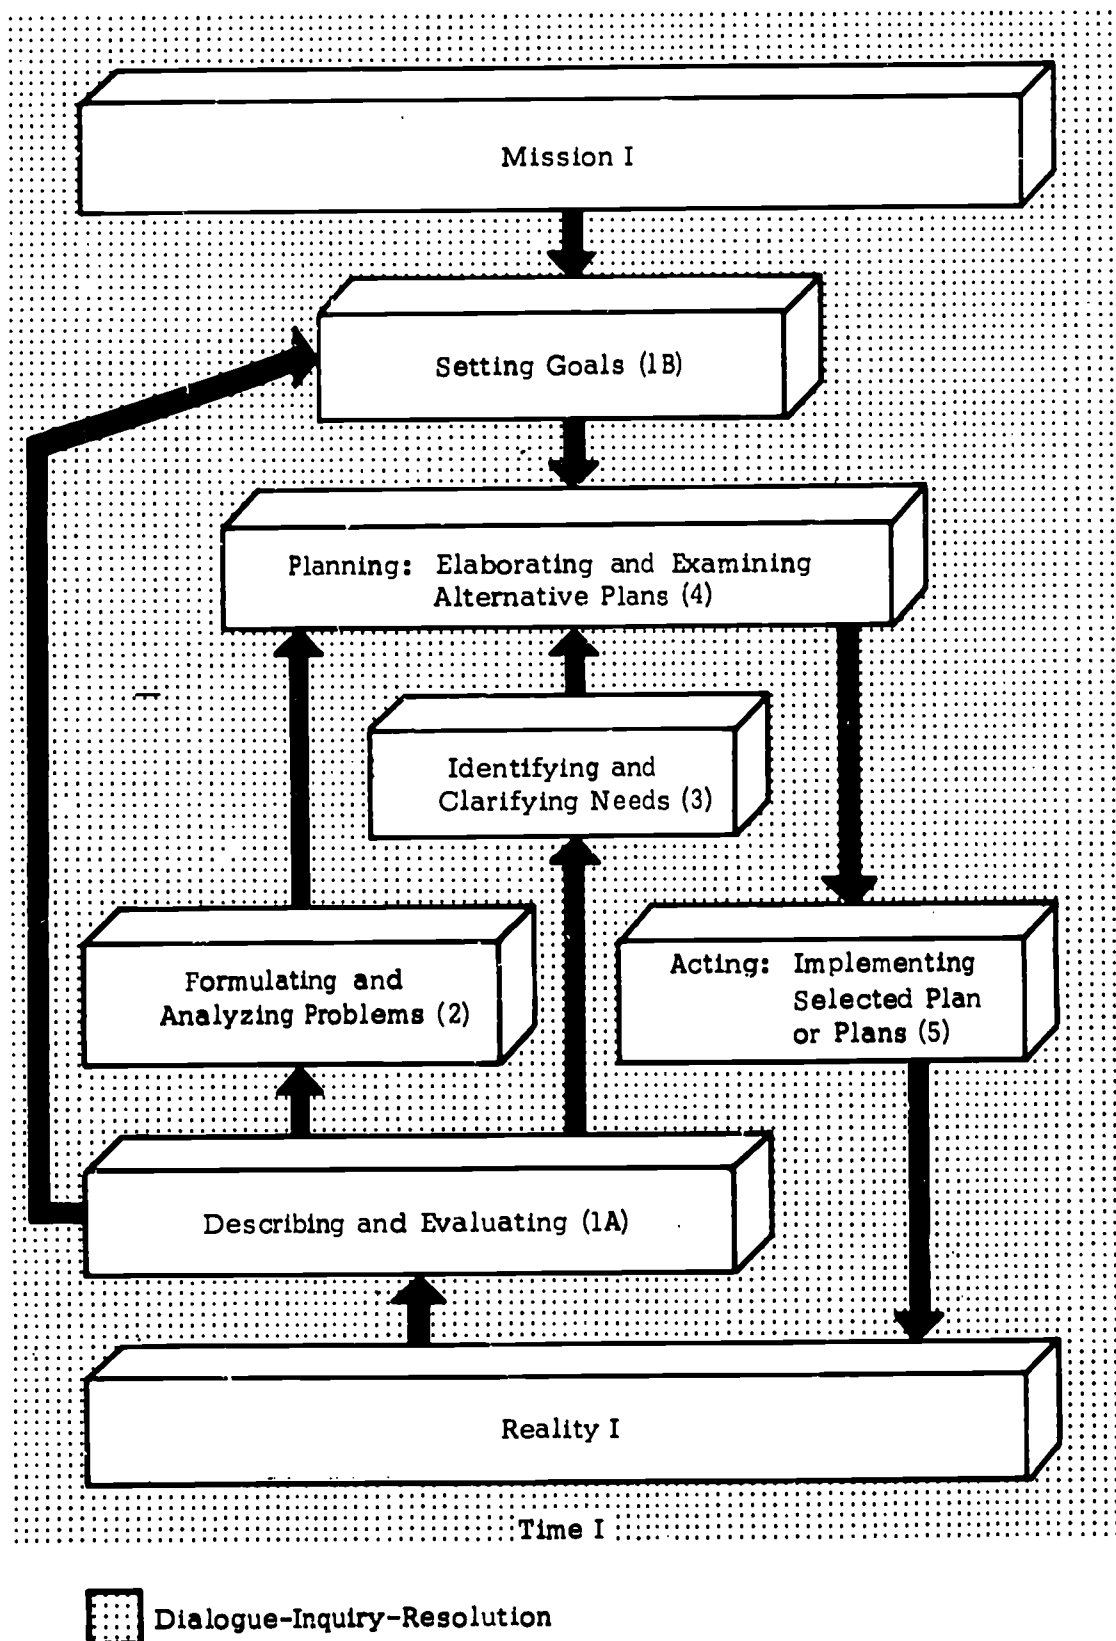 Mission I
Setting Goals (1B)
Planning: Elaborating and Examining
Alternative Plans (4)
Identifying and
Clarifying Needs (3)
Formulating and
Analyzing Problems (2)
Acting: Implementing
Selected Plan
or Plans (5)
Describing and Evaluating (1A)
Reality I
Time I
Dialogue-Inquiry-Resolution